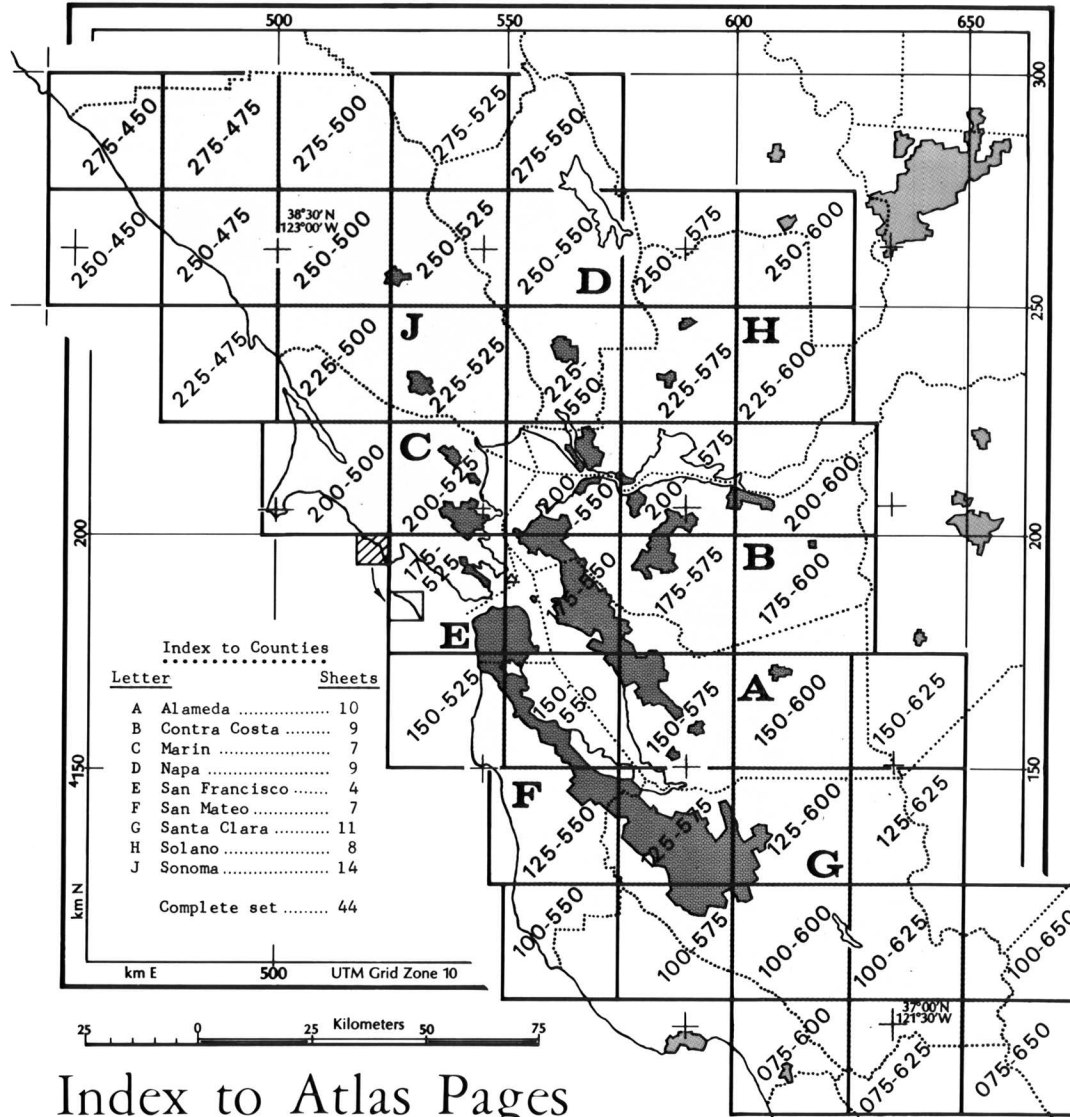 500 550 600 650
300
275-450 275-475 275-500 275-525 275-550
38°30′N
123°00′W
250-450 250-475 250-500 250-525 250-550 250-575 250-600
D
250
J H
225-475 225-500 225-525 225-550 225-575 225-600
C
200-500 200-525 200-550 200-575 200-600
200 200
B
175-525 175-550 175-575 175-600
E
Index to Counties
Letter Sheets
A Alameda 10
B Contra Costa 9
C Marin 7
D Napa 9
E San Francisco 4
F San Mateo 7
G Santa Clara 11
H Solano 8
J Sonoma 14
Complete set 44
A
150-525 150-550 150-575 150-600 150-625
4150 150
F
125-550 125-575 125-600 125-625
G
km N
100-550 100-575 100-600 100-625 100-650
km E 500 UTM Grid Zone 10
37°00′N
121°30′W
075-600 075-625 075-650
25 0 Kilometers 25 50 75
Index to Atlas Pages